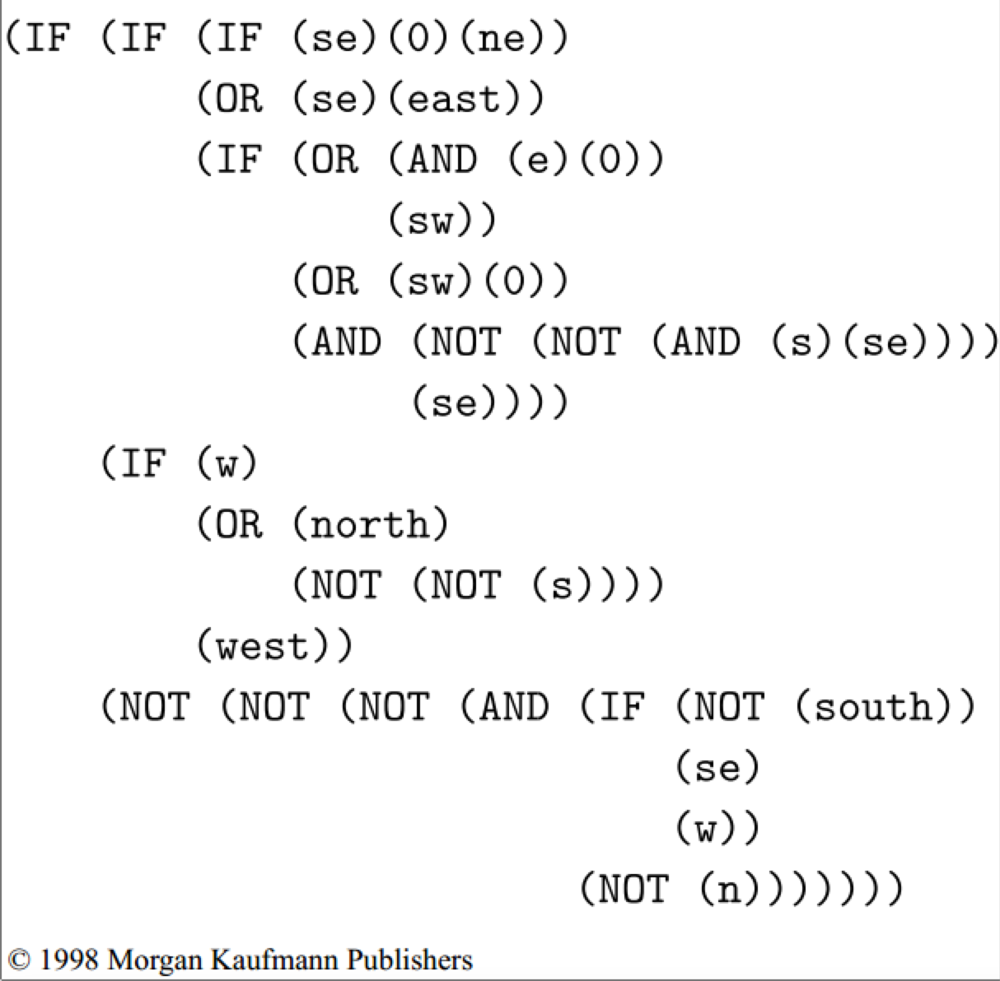 (IF (IF (IF (se)(0)(ne))
(OR (se)(east))
(IF (OR (AND (e)(0))
(sw))
(OR (sw)(0))
(AND (NOT (NOT (AND (s)(se))))
(se))))
(IF (w)
(OR (north)
(NOT (NOT (s))))
(west))
(NOT (NOT (NOT (AND (IF (NOT (south))
(se)
(w))
(NOT (n)))))))
© 1998 Morgan Kaufmann Publishers